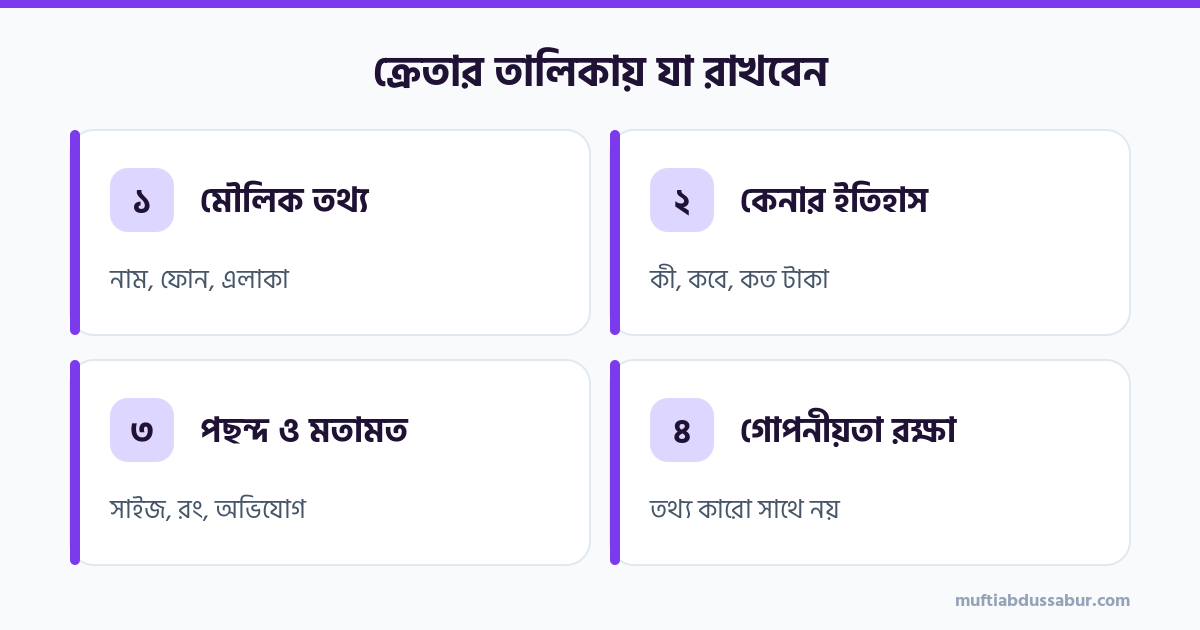 ক্রেতার তালিকায় যা রাখবেন
১ মৌলিক তথ্য
নাম, ফোন, এলাকা
২ কেনার ইতিহাস
কী, কবে, কত টাকা
৩ পছন্দ ও মতামত
সাইজ, রং, অভিযোগ
৪ গোপনীয়তা রক্ষা
তথ্য কারো সাথে নয়
muftiabdussabur.com